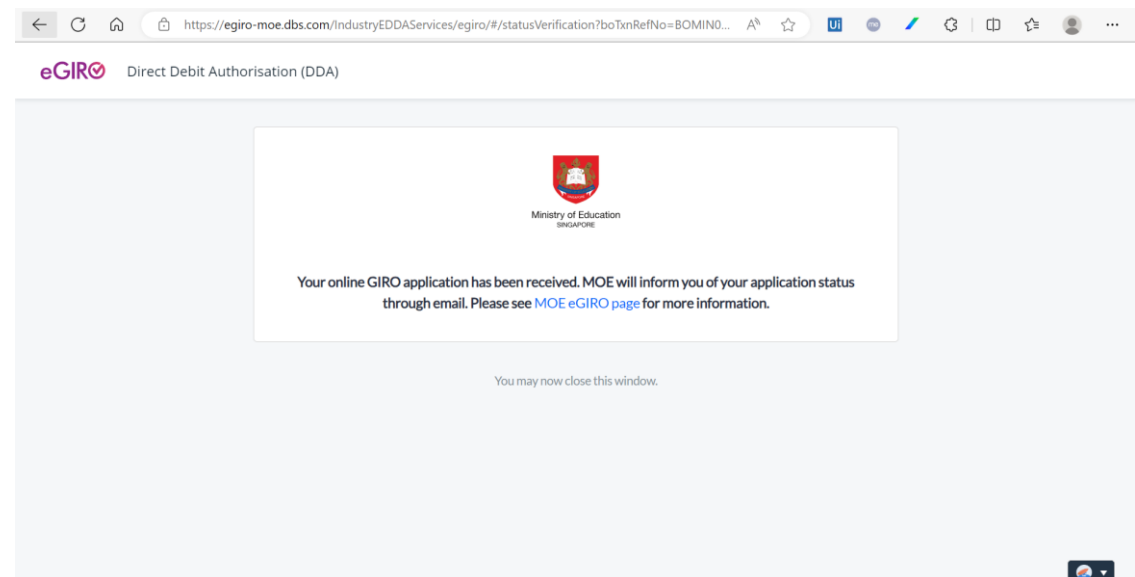 https://egiro-moe.dbs.com/IndustryEDDAServices/egiro/#/statusVerification?boTxnRefNo=BOMIN0...
eGIRO Direct Debit Authorisation (DDA)
Ministry of Education
SINGAPORE
Your online GIRO application has been received. MOE will inform you of your application status
through email. Please see MOE eGIRO page for more information.
You may now close this window.